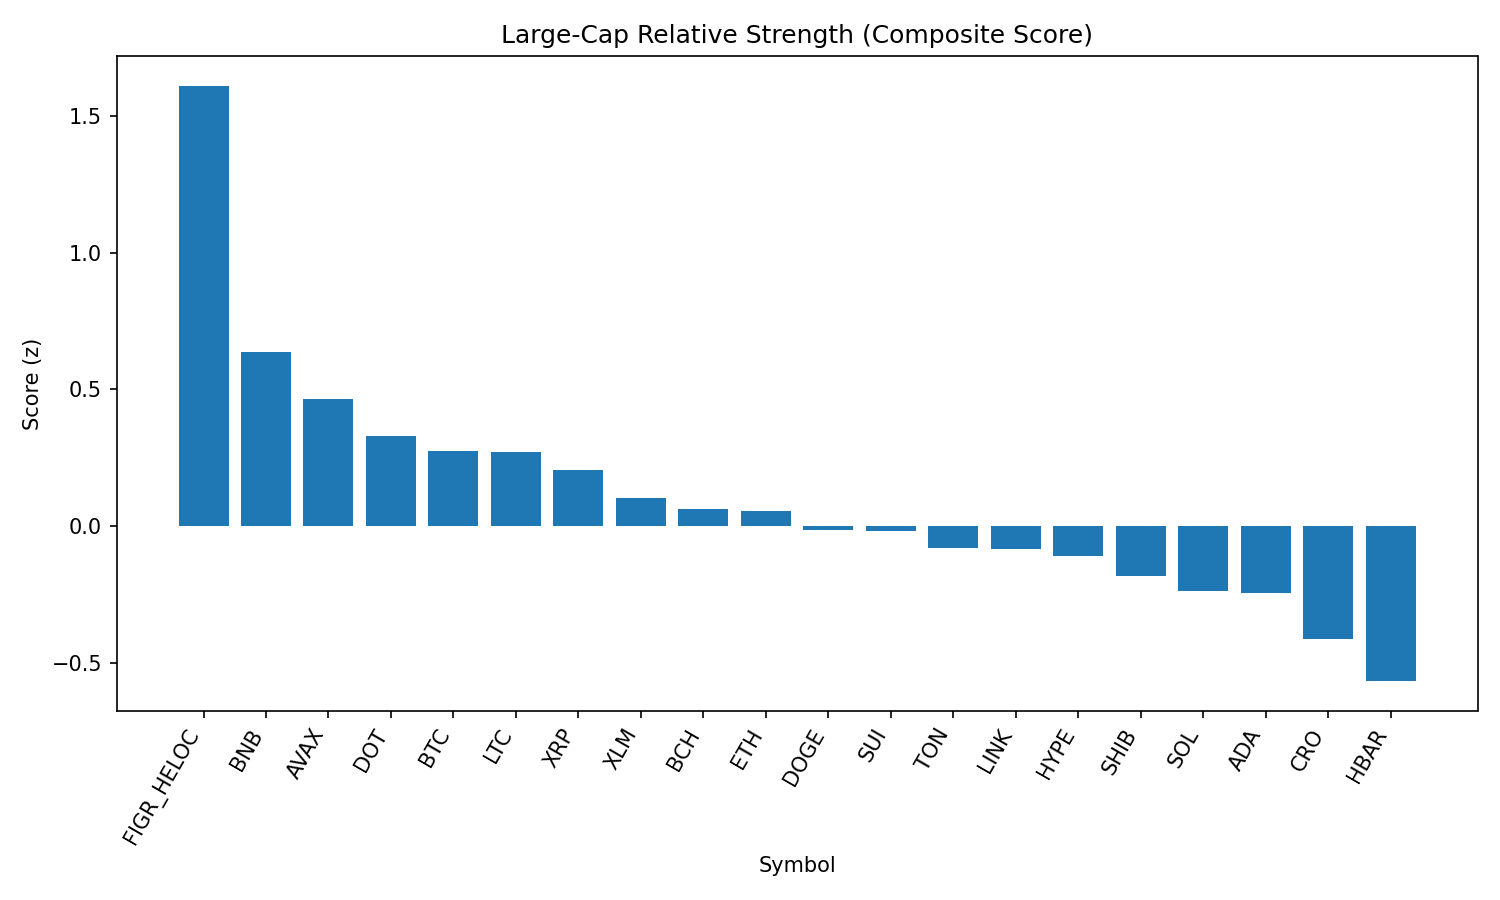 Large-Cap Relative Strength (Composite Score)
Score (z)
1.5
1.0
0.5
0.0
−0.5
FIGR_HELOC
BNB
AVAX
DOT
BTC
LTC
XRP
XLM
BCH
ETH
DOGE
SUI
TON
LINK
HYPE
SHIB
SOL
ADA
CRO
HBAR
Symbol